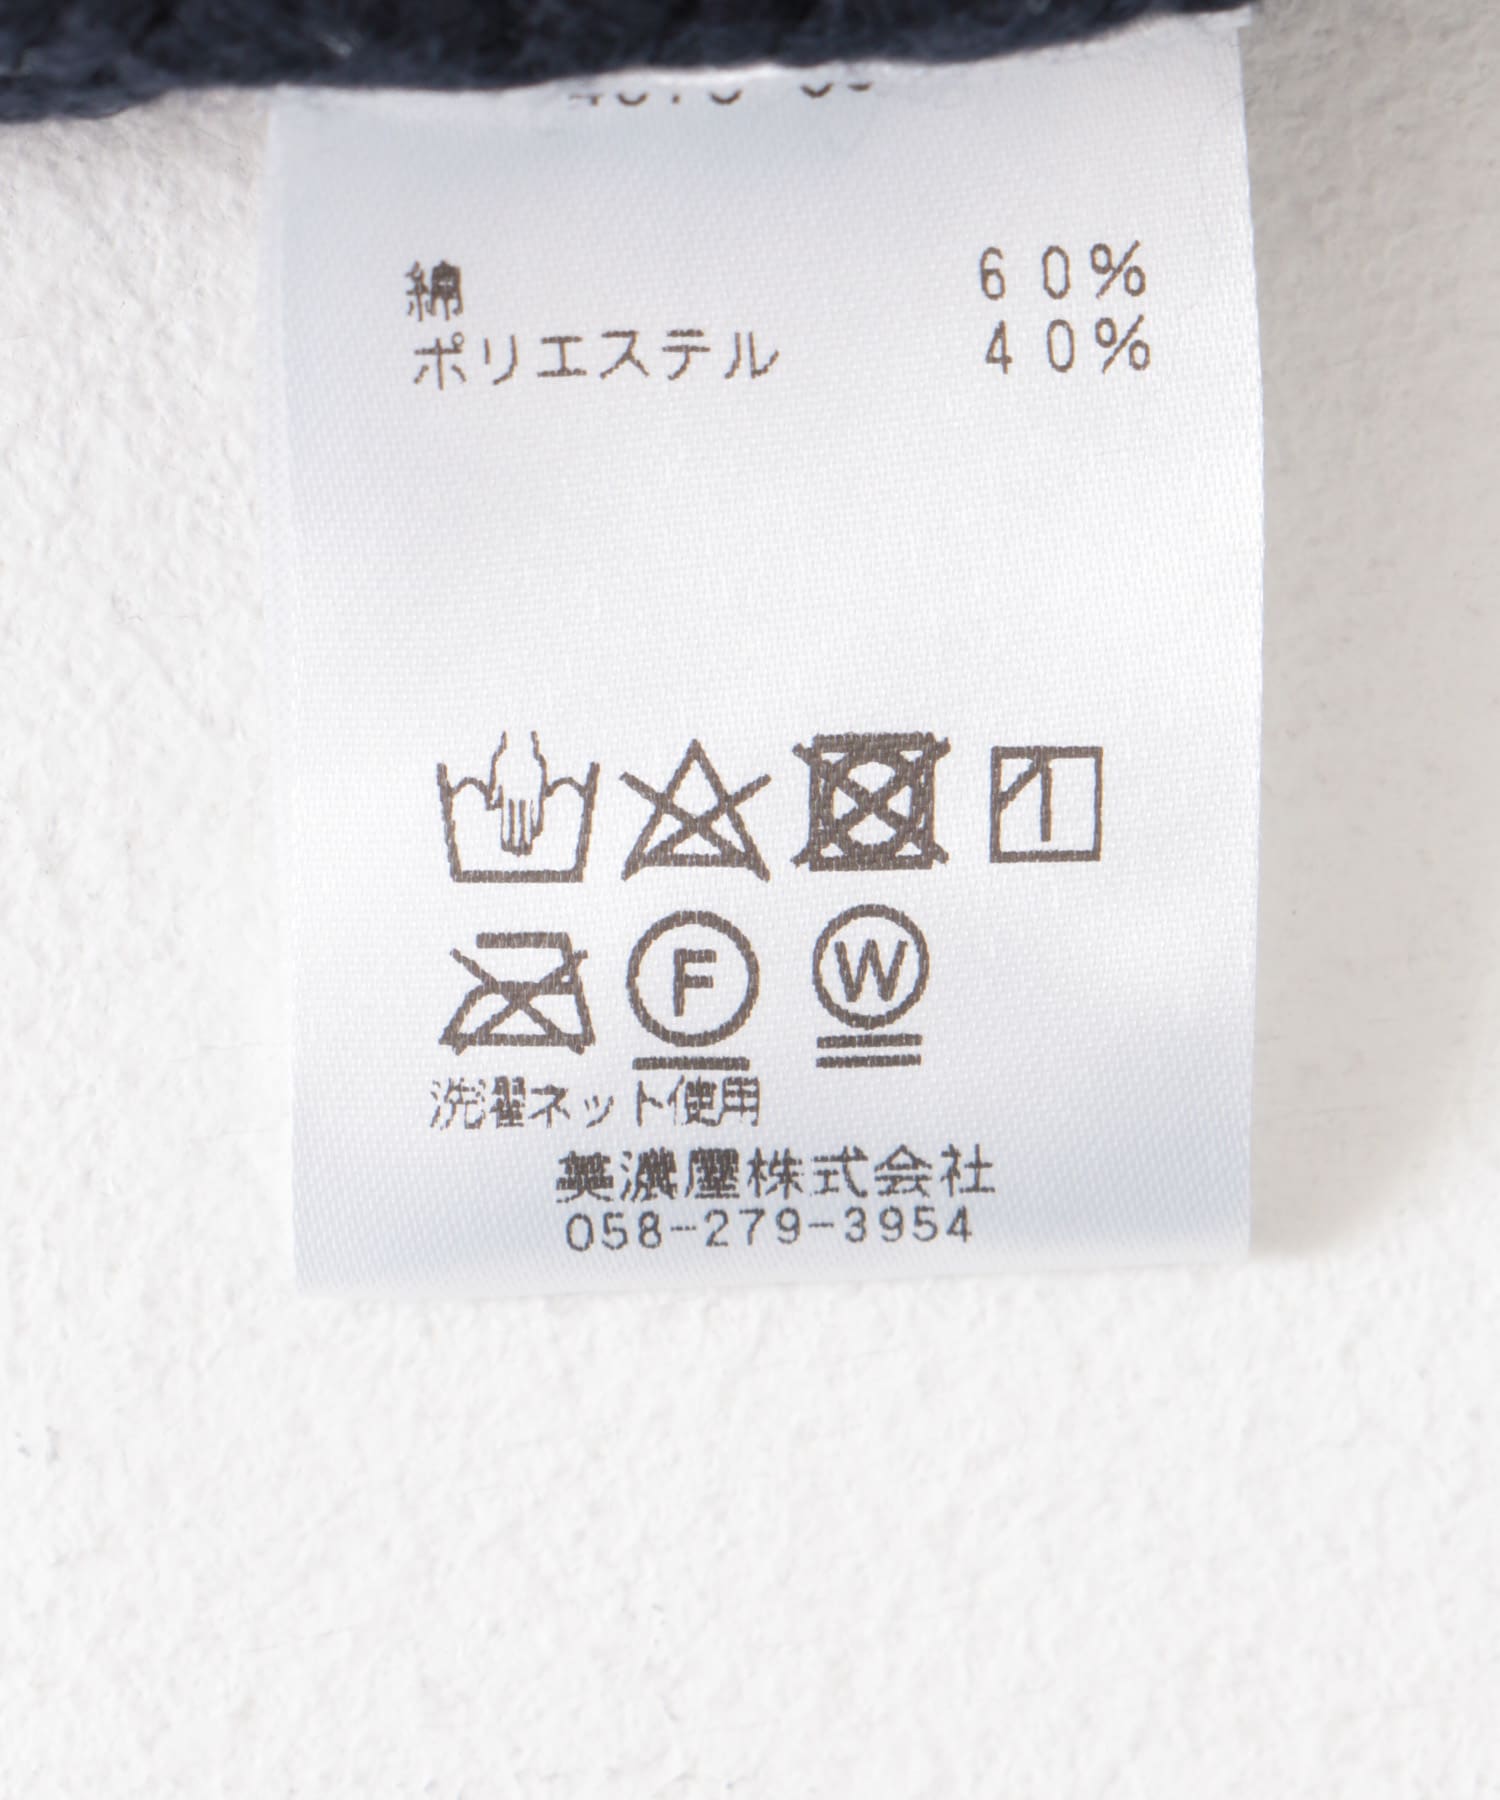 綿 60%
ポリエステル 40%
F W
洗濯ネット使用
美濃屋株式会社
058-279-3954